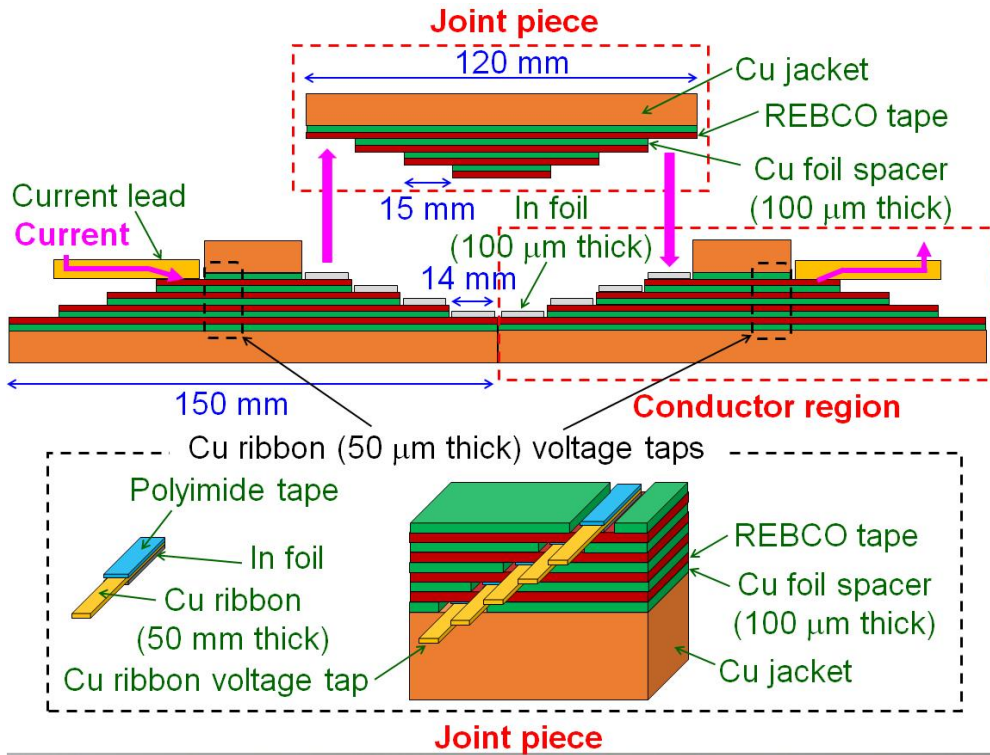 Joint piece
120 mm
Cu jacket
REBCO tape
Cu foil spacer
(100 μm thick)
15 mm
In foil
(100 μm thick)
Current lead
Current
14 mm
150 mm
Conductor region
Cu ribbon (50 μm thick) voltage taps
Polyimide tape
In foil
Cu ribbon
(50 mm thick)
Cu ribbon voltage tap
REBCO tape
Cu foil spacer
(100 μm thick)
Cu jacket
Joint piece